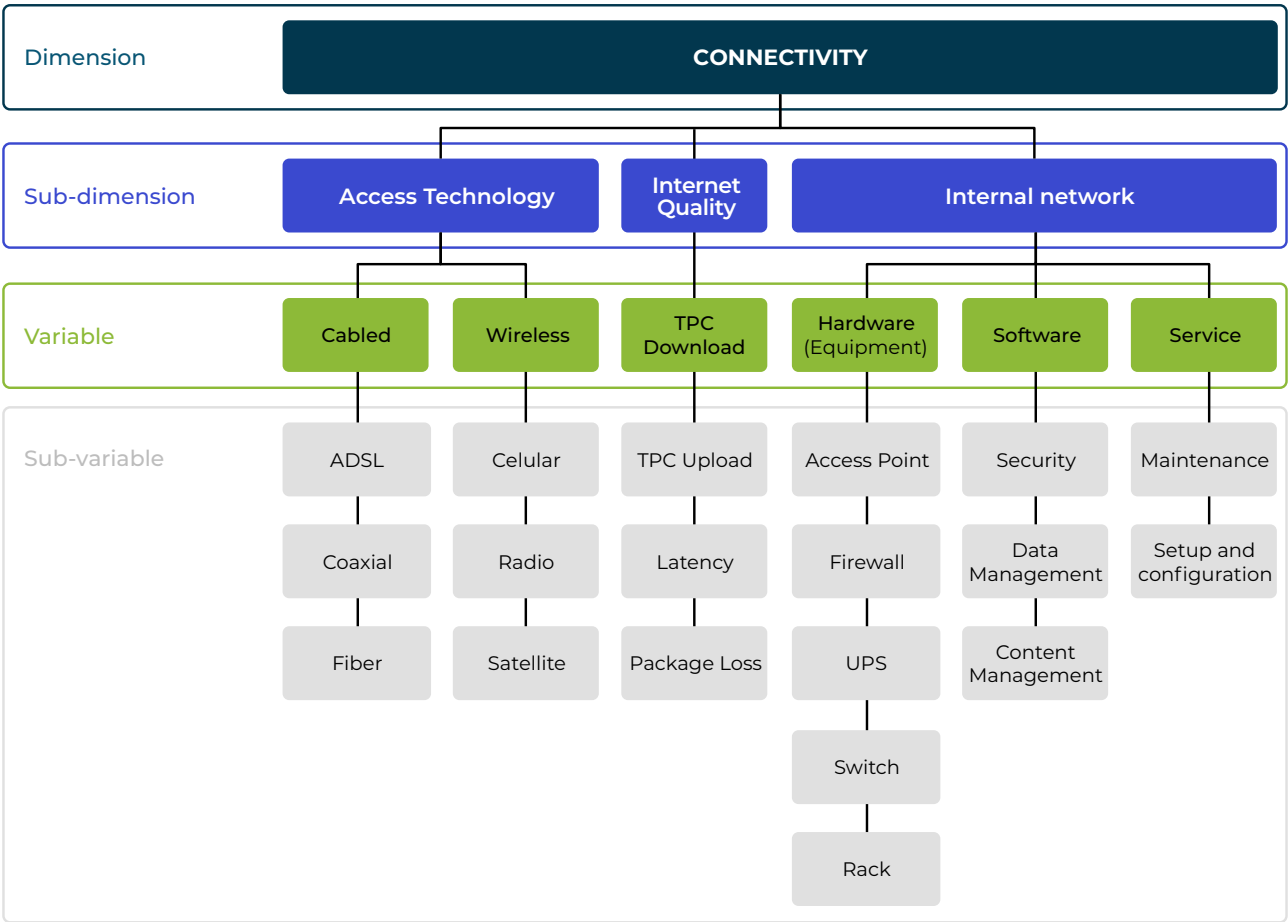 Dimension
CONNECTIVITY
Sub-dimension
Access Technology
Internet
Quality
Internal network
Variable
Cabled
Wireless
TPC
Download
Hardware
(Equipment)
Software
Service
Sub-variable
ADSL
Celular
TPC Upload
Access Point
Security
Maintenance
Coaxial
Radio
Latency
Firewall
Data
Management
Setup and
configuration
Fiber
Satellite
Package Loss
UPS
Content
Management
Switch
Rack